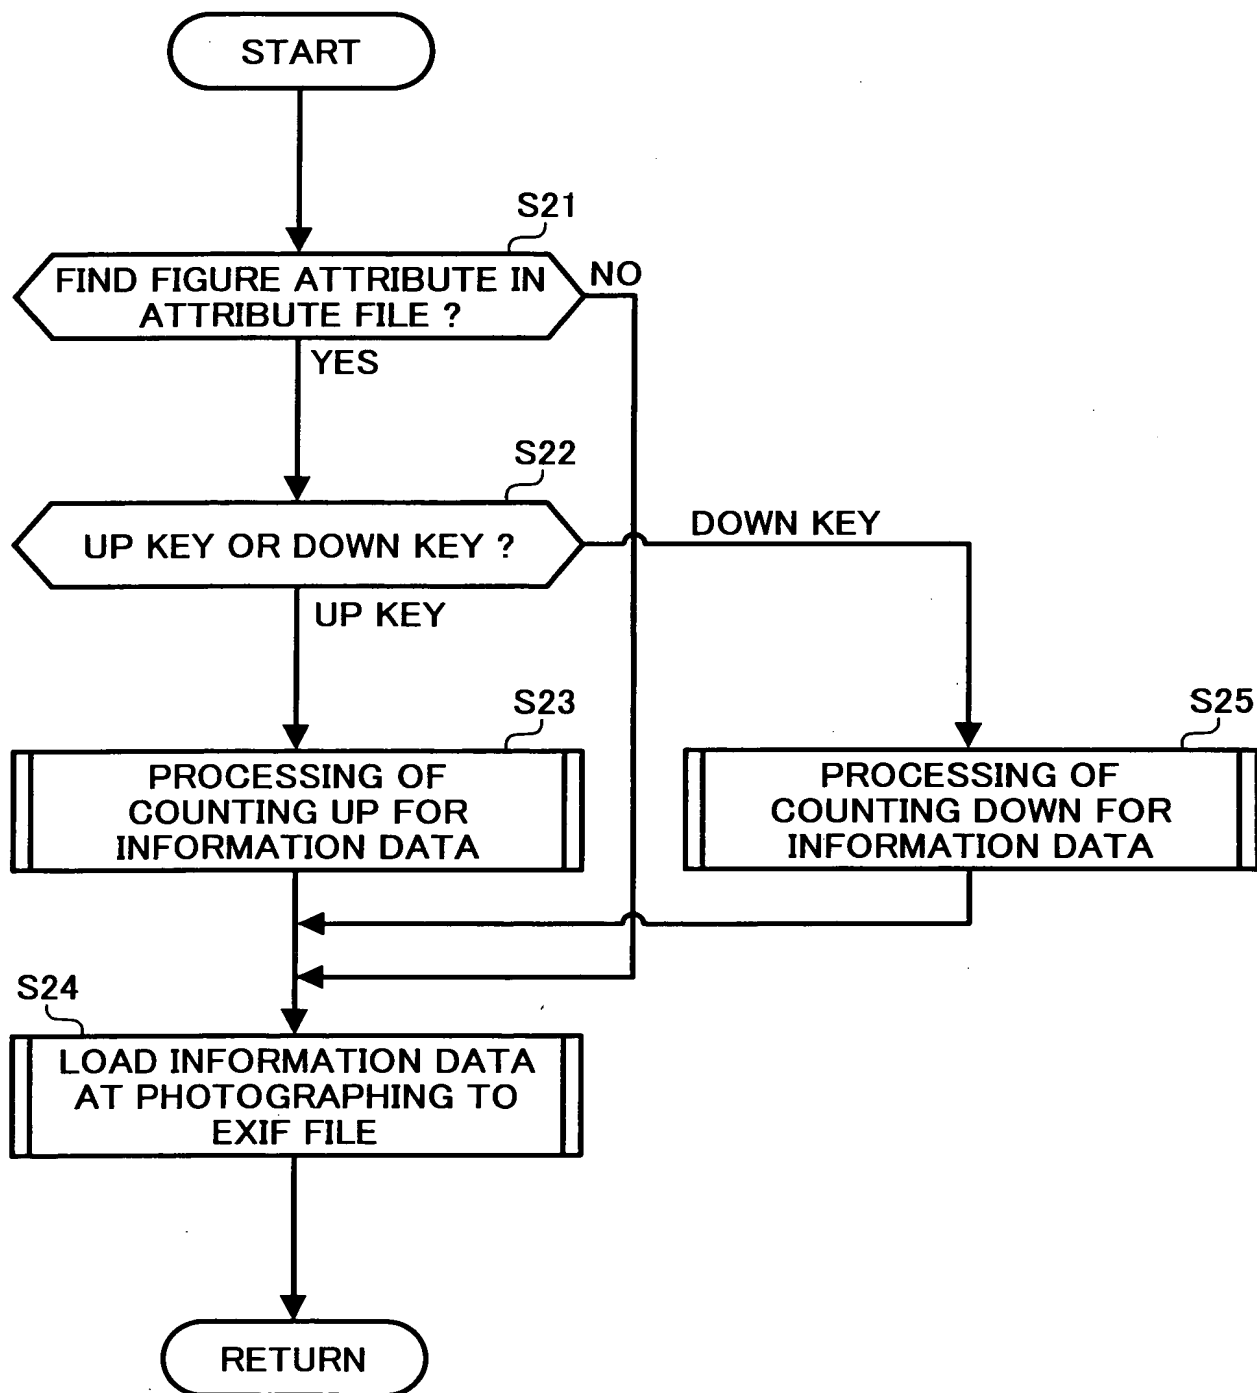 START
S21
FIND FIGURE ATTRIBUTE IN
ATTRIBUTE FILE ?
NO
YES
S22
UP KEY OR DOWN KEY ?
DOWN KEY
UP KEY
S23
PROCESSING OF
COUNTING UP FOR
INFORMATION DATA
S25
PROCESSING OF
COUNTING DOWN FOR
INFORMATION DATA
S24
LOAD INFORMATION DATA
AT PHOTOGRAPHING TO
EXIF FILE
RETURN